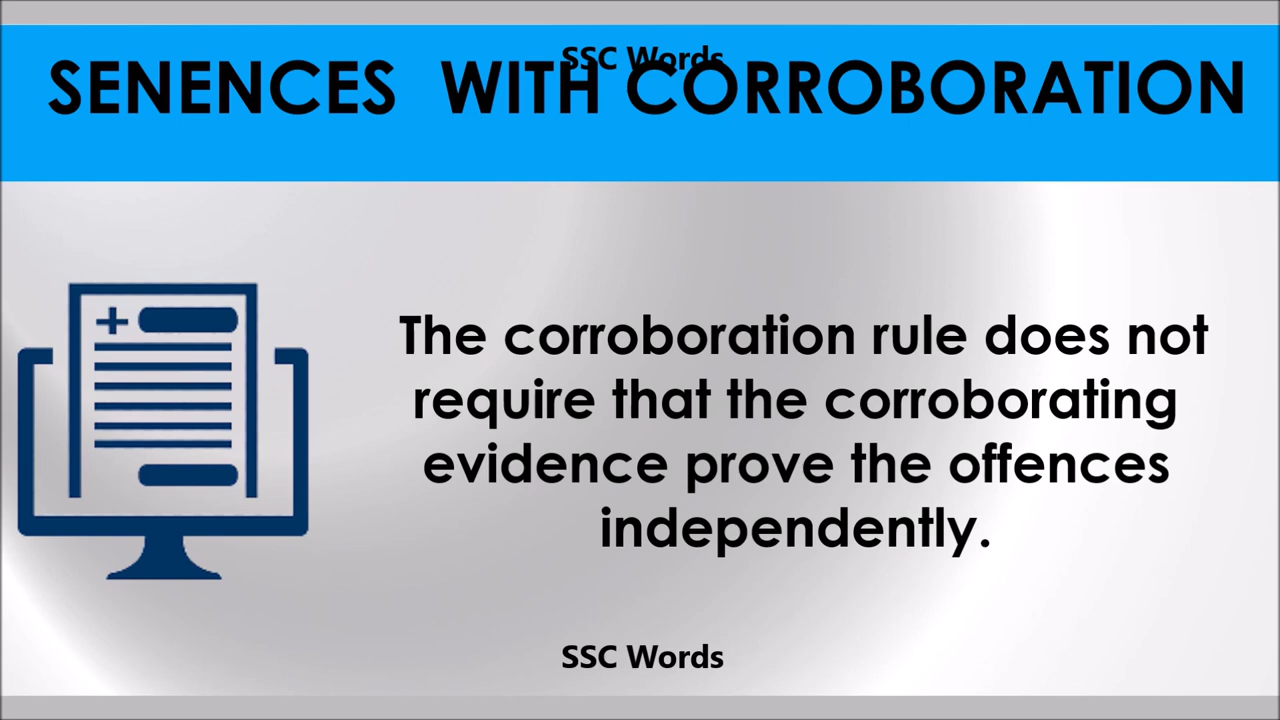 SSC Words
SENENCES WITH CORROBORATION
The corroboration rule does not
require that the corroborating
evidence prove the offences
independently.
SSC Words